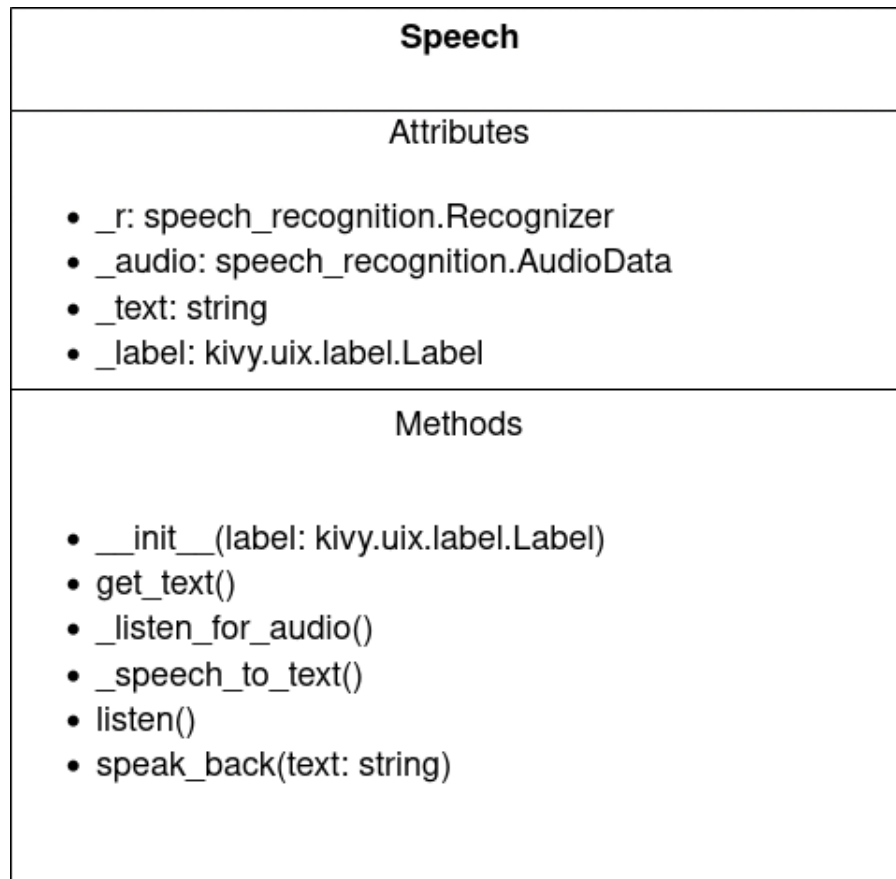 Speech
Attributes
• _r: speech_recognition.Recognizer
• _audio: speech_recognition.AudioData
• _text: string
• _label: kivy.uix.label.Label
Methods
• __init__(label: kivy.uix.label.Label)
• get_text()
• _listen_for_audio()
• _speech_to_text()
• listen()
• speak_back(text: string)